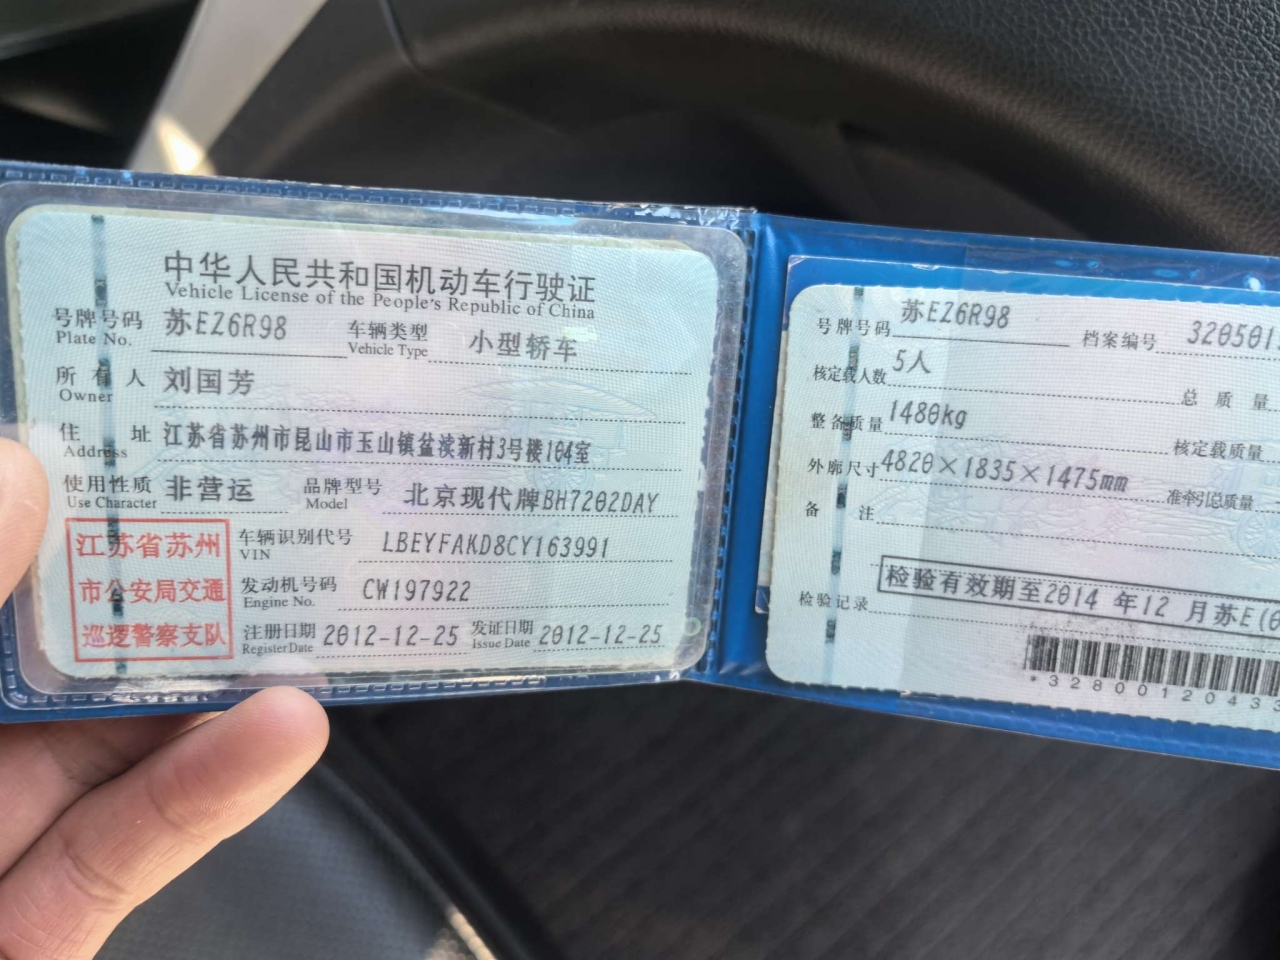 中华人民共和国机动车行驶证
Vehicle License of the People's Republic of China
号牌号码 苏EZ6R98 车辆类型 小型轿车
Plate No. Vehicle Type
所有人 刘国芳
Owner
住址 江苏省苏州市昆山市玉山镇盆渎新村3号楼104室
Address
使用性质 非营运 品牌型号 北京现代牌BH7202DAY
Use Character Model
江苏省苏州
市公安局交通
巡逻警察支队
车辆识别代号 LBEYFAKD8CY163991
VIN
发动机号码 CW197922
Engine No.
注册日期 2012-12-25 发证日期 2012-12-25
Register Date Issue Date
号牌号码 苏EZ6R98 档案编号 320501
核定载人数 5人 总质量
整备质量 1480kg 核定载质量
外廓尺寸 4820×1835×1475mm 准牵引总质量
备注
检验记录 检验有效期至2014年12月苏E(6
*32800120433